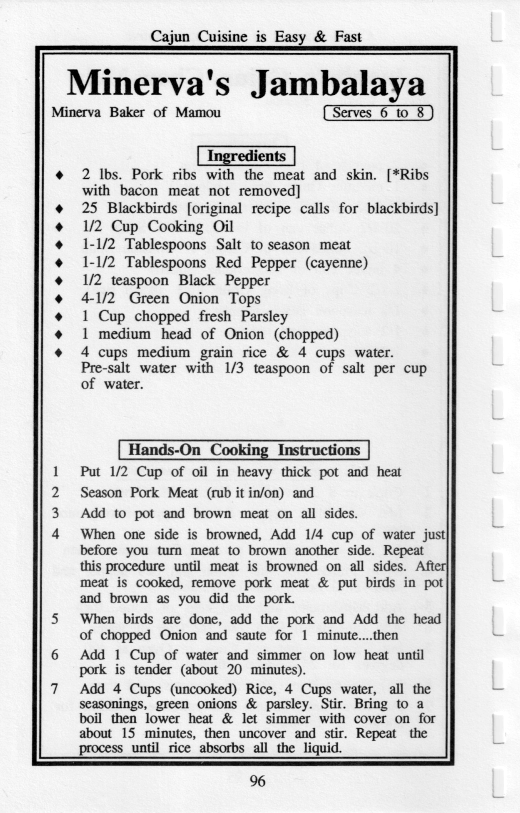 Cajun Cuisine is Easy & Fast
Minerva's Jambalaya
Minerva Baker of Mamou
Serves 6 to 8
Ingredients
♦ 2 lbs. Pork ribs with the meat and skin. [*Ribs
with bacon meat not removed]
♦ 25 Blackbirds [original recipe calls for blackbirds]
♦ 1/2 Cup Cooking Oil
♦ 1-1/2 Tablespoons Salt to season meat
♦ 1-1/2 Tablespoons Red Pepper (cayenne)
♦ 1/2 teaspoon Black Pepper
♦ 4-1/2 Green Onion Tops
♦ 1 Cup chopped fresh Parsley
♦ 1 medium head of Onion (chopped)
♦ 4 cups medium grain rice & 4 cups water.
Pre-salt water with 1/3 teaspoon of salt per cup
of water.
Hands-On Cooking Instructions
1 Put 1/2 Cup of oil in heavy thick pot and heat
2 Season Pork Meat (rub it in/on) and
3 Add to pot and brown meat on all sides.
4 When one side is browned, Add 1/4 cup of water just
before you turn meat to brown another side. Repeat
this procedure until meat is browned on all sides. After
meat is cooked, remove pork meat & put birds in pot
and brown as you did the pork.
5 When birds are done, add the pork and Add the head
of chopped Onion and saute for 1 minute....then
6 Add 1 Cup of water and simmer on low heat until
pork is tender (about 20 minutes).
7 Add 4 Cups (uncooked) Rice, 4 Cups water, all the
seasonings, green onions & parsley. Stir. Bring to a
boil then lower heat & let simmer with cover on for
about 15 minutes, then uncover and stir. Repeat the
process until rice absorbs all the liquid.
96